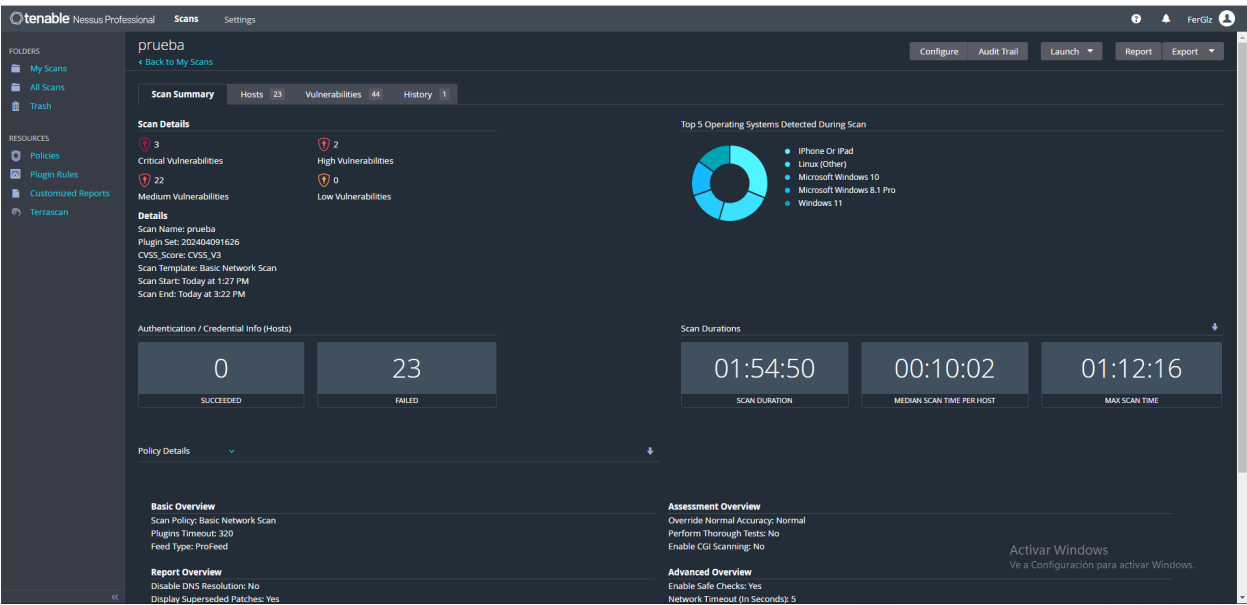 tenable Nessus Professional Scans Settings FerGlz
FOLDERS
My Scans
All Scans
Trash
RESOURCES
Policies
Plugin Rules
Customized Reports
Terrascan
prueba
Back to My Scans
Configure Audit Trail Launch Report Export
Scan Summary Hosts 23 Vulnerabilities 44 History 1
Scan Details
3
Critical Vulnerabilities
2
High Vulnerabilities
22
Medium Vulnerabilities
0
Low Vulnerabilities
Details
Scan Name: prueba
Plugin Set: 202404091626
CVSS_Score: CVSS_V3
Scan Template: Basic Network Scan
Scan Start: Today at 1:27 PM
Scan End: Today at 3:22 PM
Top 5 Operating Systems Detected During Scan
IPhone Or IPad
Linux (Other)
Microsoft Windows 10
Microsoft Windows 8.1 Pro
Windows 11
Authentication / Credential Info (Hosts)
0
SUCCEEDED
23
FAILED
Scan Durations
01:54:50
SCAN DURATION
00:10:02
MEDIAN SCAN TIME PER HOST
01:12:16
MAX SCAN TIME
Policy Details
Basic Overview
Scan Policy: Basic Network Scan
Plugins Timeout: 320
Feed Type: ProFeed
Report Overview
Disable DNS Resolution: No
Display Superseded Patches: Yes
Assessment Overview
Override Normal Accuracy: Normal
Perform Thorough Tests: No
Enable CGI Scanning: No
Advanced Overview
Enable Safe Checks: Yes
Network Timeout (In Seconds): 5
Activar Windows
Ve a Configuración para activar Windows.